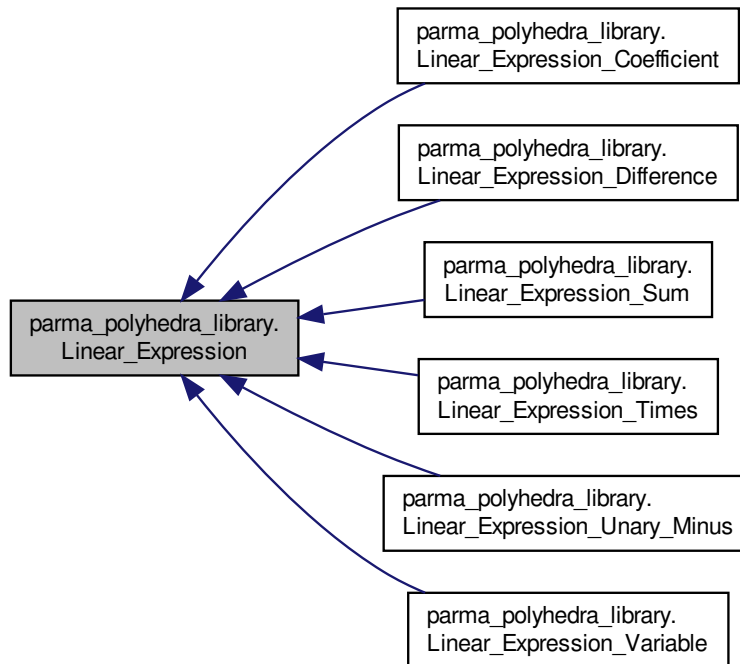 parma_polyhedra_library.
Linear_Expression_Coefficient
parma_polyhedra_library.
Linear_Expression_Difference
parma_polyhedra_library.
Linear_Expression_Sum
parma_polyhedra_library.
Linear_Expression
parma_polyhedra_library.
Linear_Expression_Times
parma_polyhedra_library.
Linear_Expression_Unary_Minus
parma_polyhedra_library.
Linear_Expression_Variable